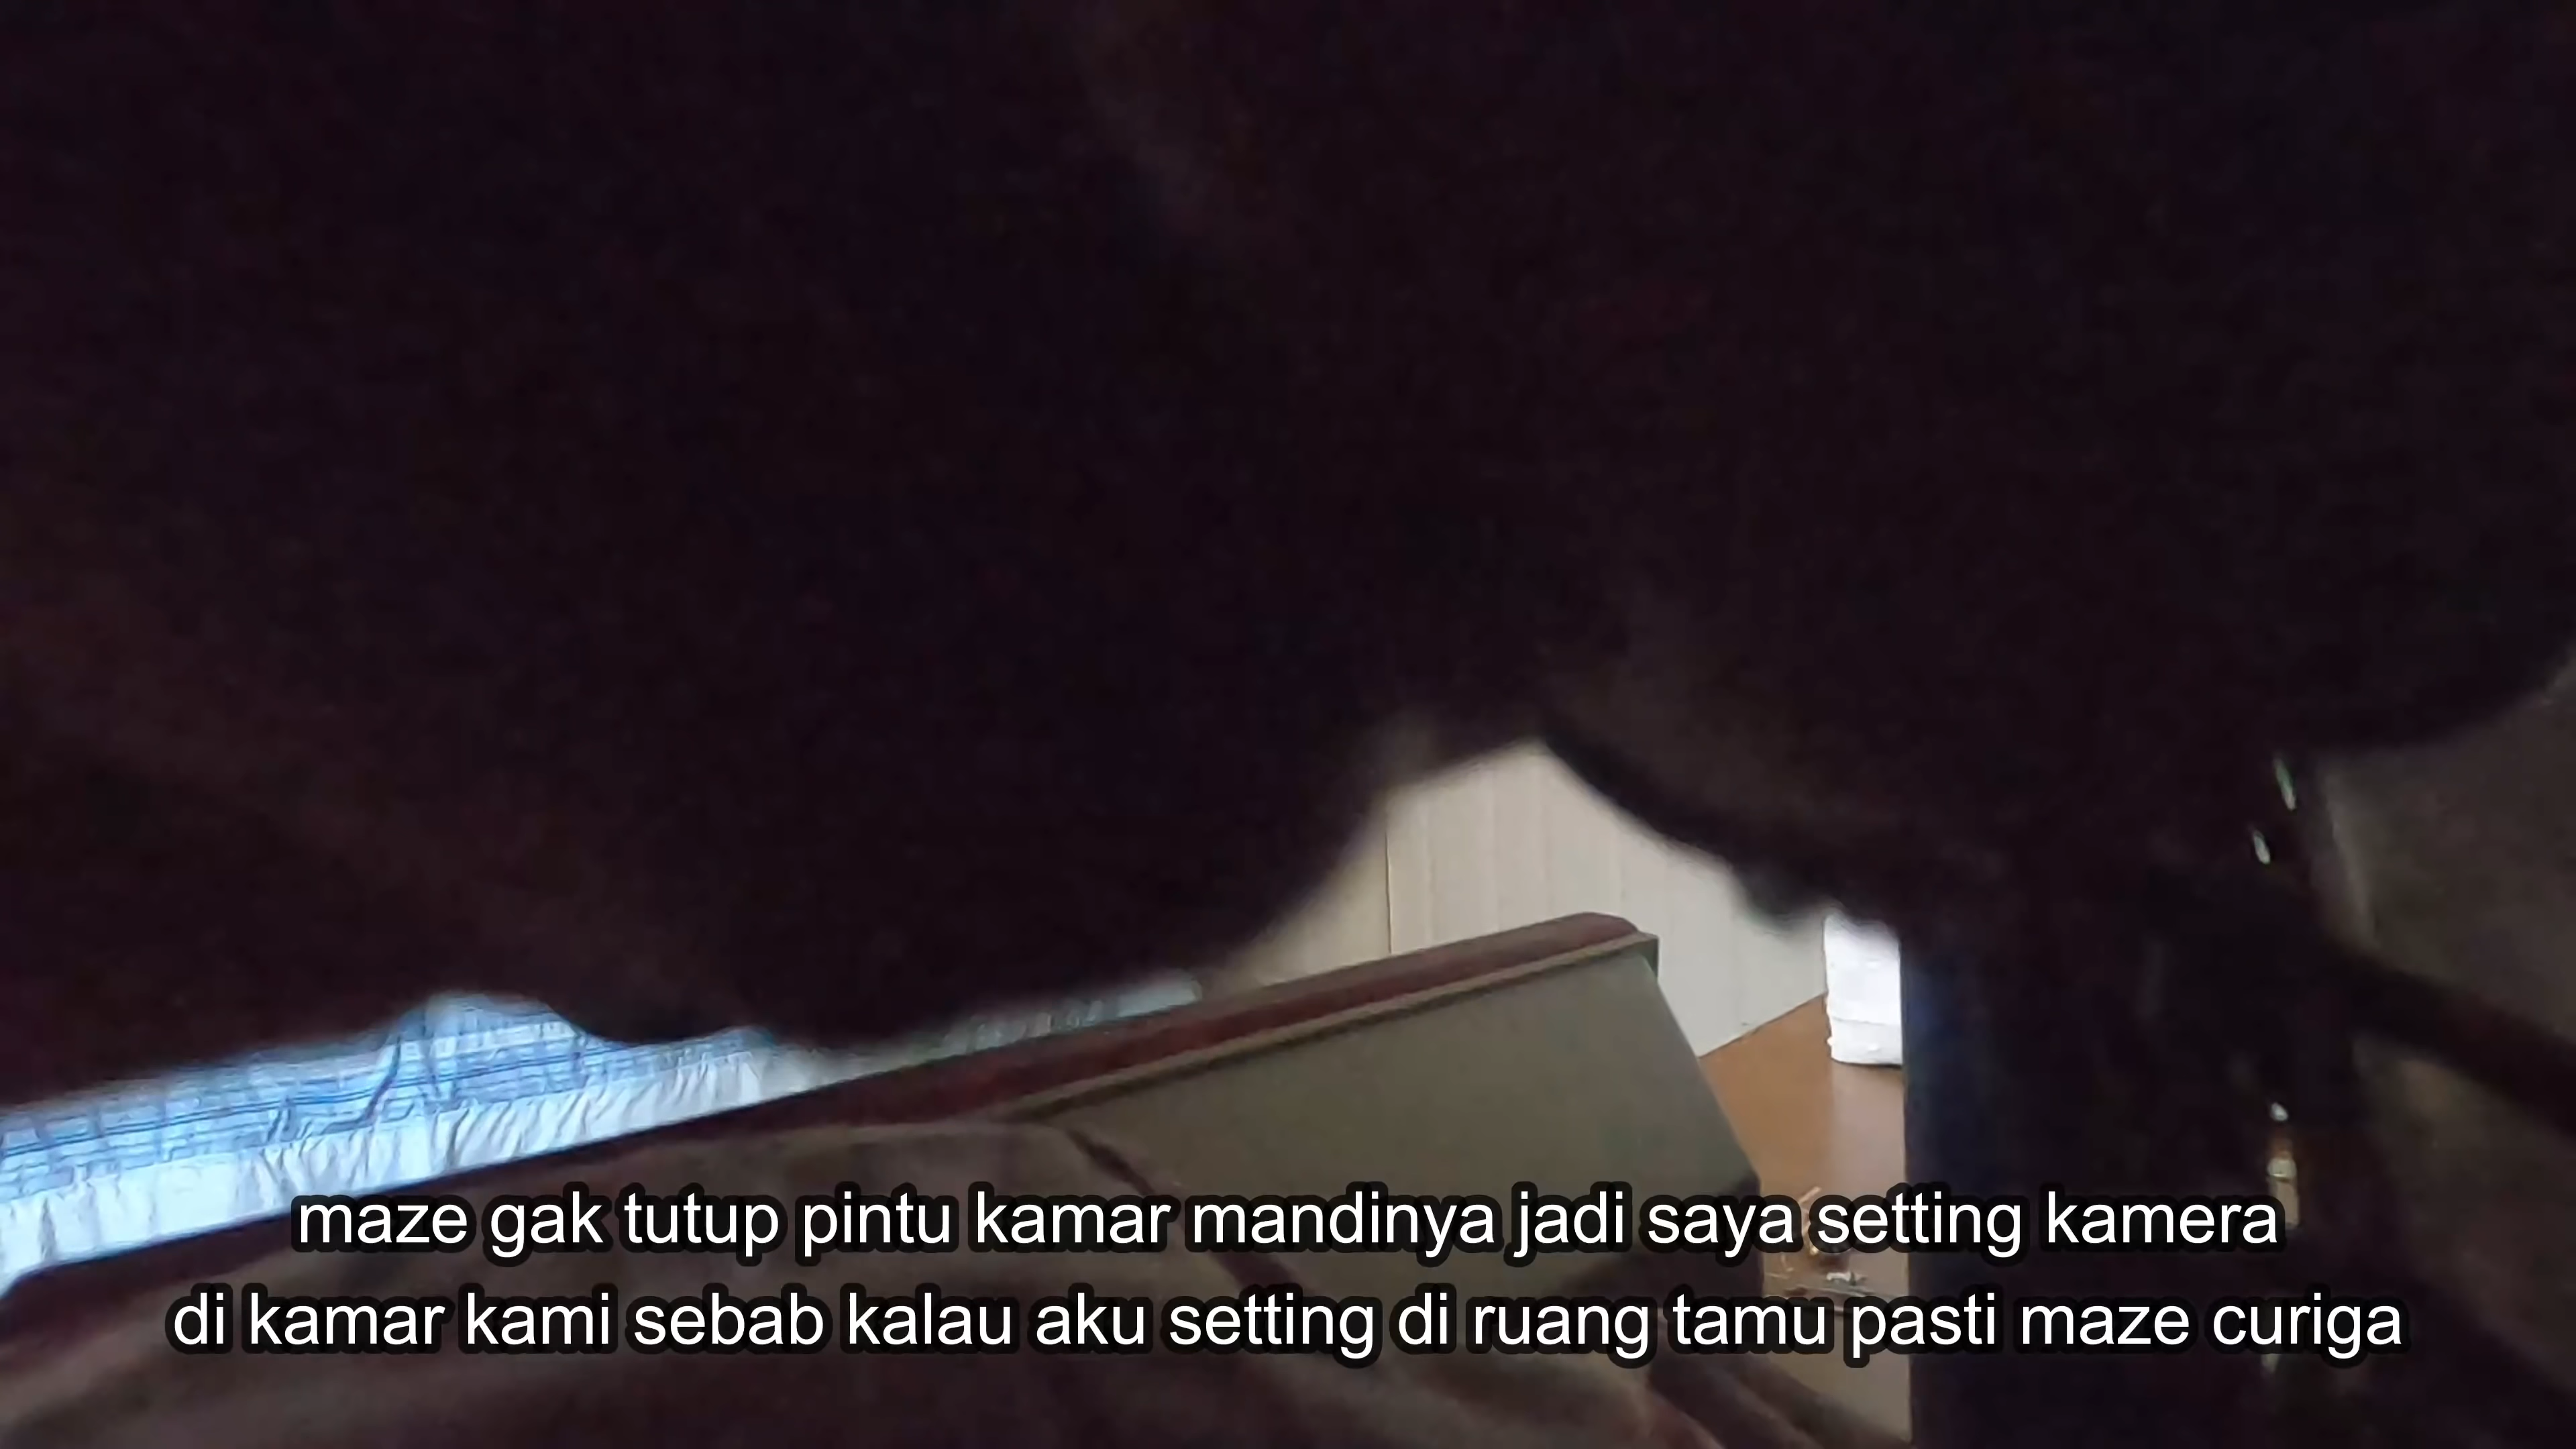 maze gak tutup pintu kamar mandinya jadi saya setting kamera
di kamar kami sebab kalau aku setting di ruang tamu pasti maze curiga